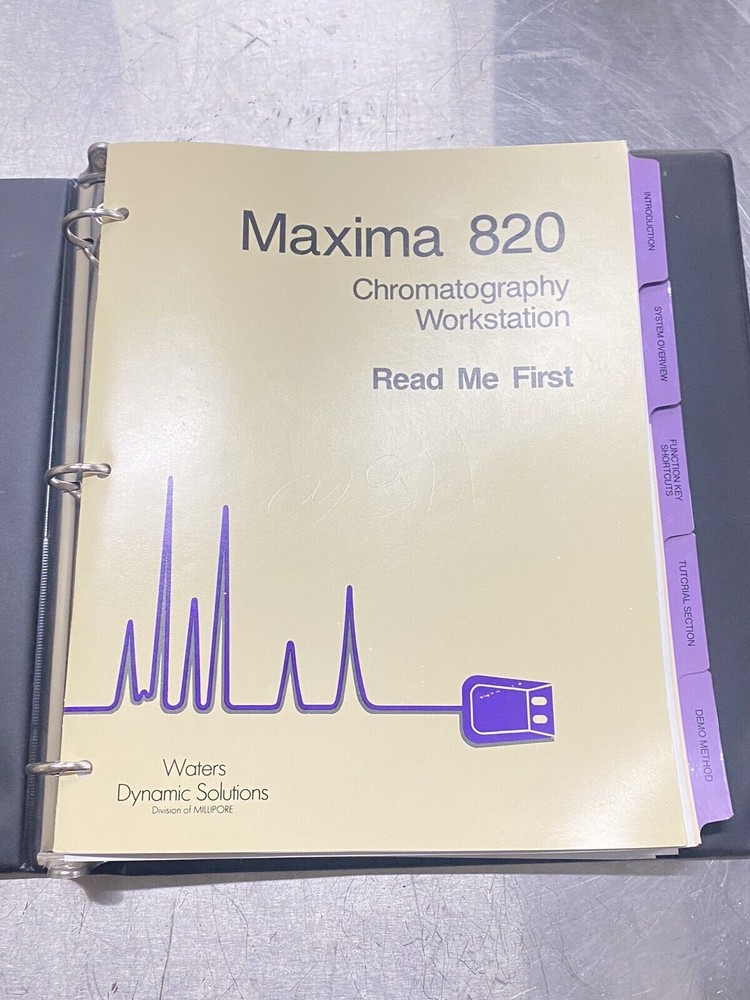 Maxima 820
Chromatography
Workstation
Read Me First
Waters
Dynamic Solutions
Division of MILLIPORE
INTRODUCTION
SYSTEM OVERVIEW
FUNCTION KEY
SHORTCUTS
TUTORIAL SECTION
DEMO METHOD